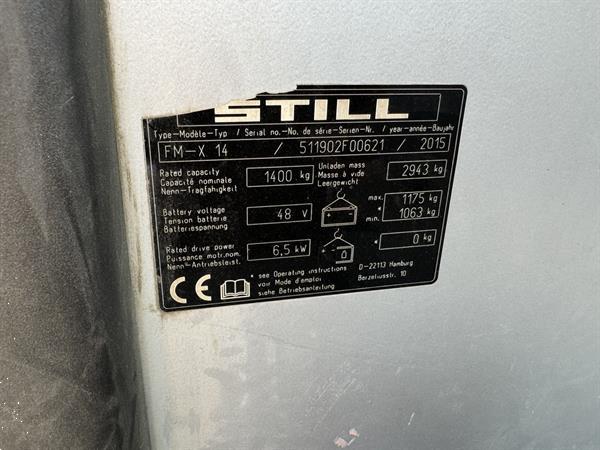 STILL
Type-Modèle-Typ / Serial no.-No. de série-Serien-Nr. / year-année-Baujahr
FM-X 14 / 511902F00621 / 2015
Rated capacity
Capacité nominale
Nenn-Tragfähigkeit
1400 kg
Unladen mass
Masse à vide
Leergewicht
2943 kg
Battery voltage
Tension batterie
Batteriespannung
48 V
max. 1175 kg
min. 1063 kg
Rated drive power
Puissance motr.nom.
Nenn-Antriebsleist.
6,5 kW
* 0 kg
* see Operating instructions
voir Mode d'emploi
siehe Betriebsanleitung
D-22113 Hamburg
Berzeliusstr. 10
CE